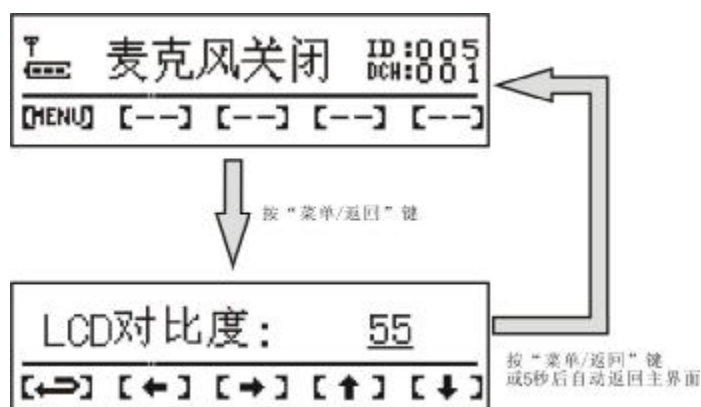 麦克风关闭 ID:005
DCH:001
[MENU] [--] [--] [--] [--]
按“菜单/返回”键
LCD对比度: 55
[↩] [←] [→] [↑] [↓]
按“菜单/返回”键
或5秒后自动返回主界面